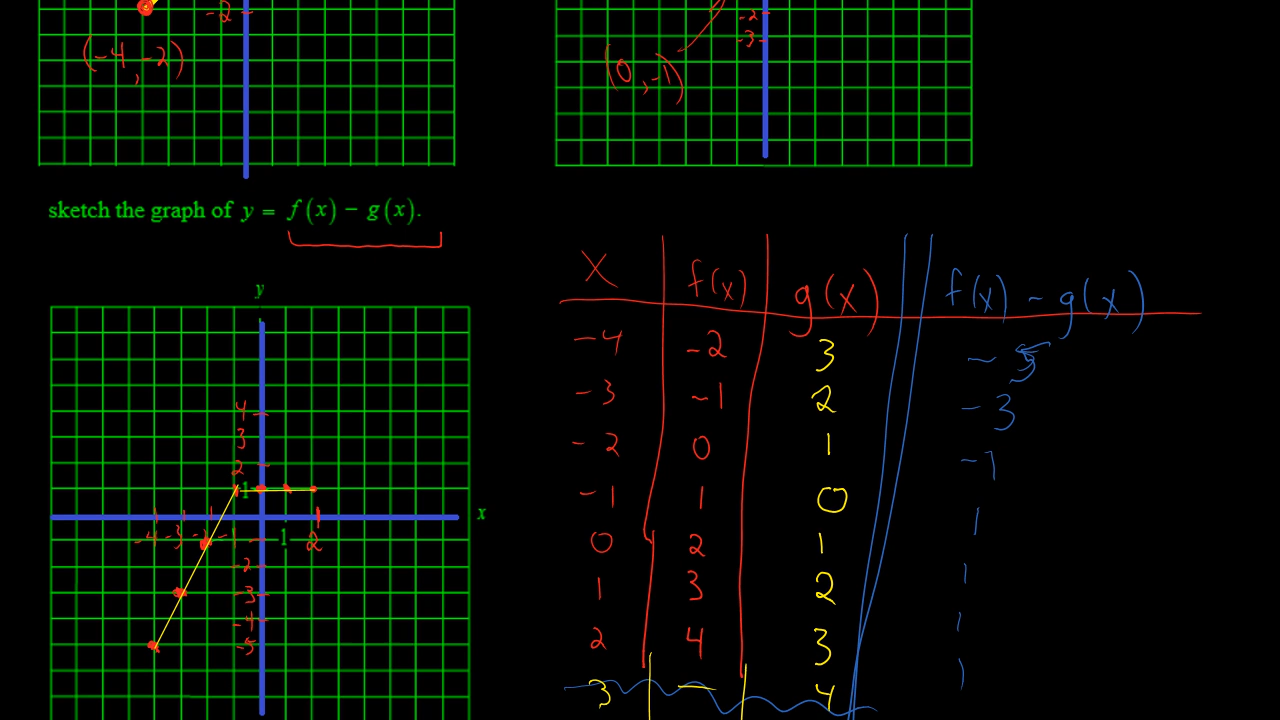 -2
-2
-3
(-4, -2)
(0, -1)
sketch the graph of y = f(x) - g(x).
x f(x) g(x) f(x) - g(x)
-4 -2 3 -5
-3 -1 2 -3
-2 0 1 -1
-1 1 0 1
0 2 1 1
1 3 2 1
2 4 3 1
3 - 4
y
4
3
2
1
x
-4 -3 -2 -1 1 2
-2
-3
-4
-5